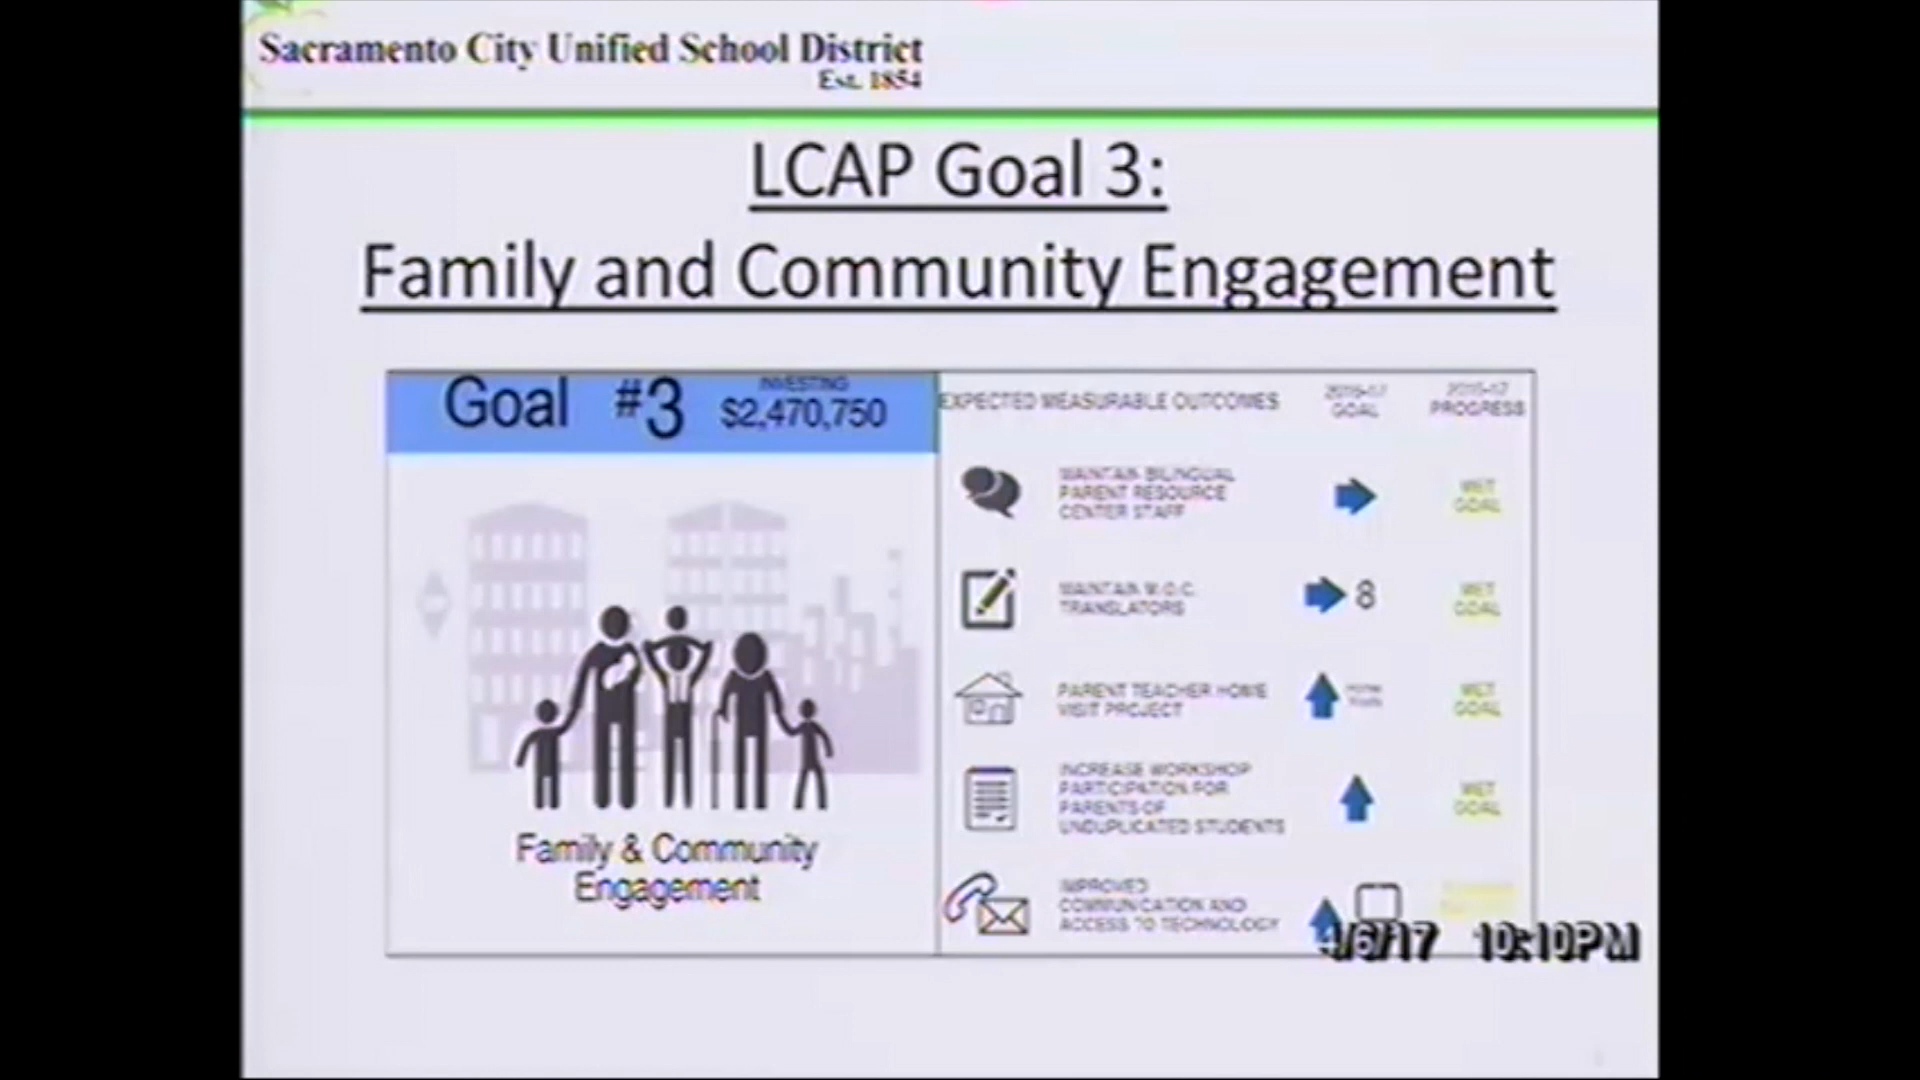 Sacramento City Unified School District
Est. 1854
LCAP Goal 3:
Family and Community Engagement
Goal #3
INVESTING
$2,470,750
Family & Community
Engagement
EXPECTED MEASURABLE OUTCOMES
GOAL
PROGRESS
MAINTAIN BILINGUAL
PARENT RESOURCE
CENTER STAFF
MET
GOAL
MAINTAIN M.O.C.
TRANSLATORS
8
MET
GOAL
PARENT TEACHER HOME
VISIT PROJECT
MET
GOAL
INCREASE WORKSHOP
PARTICIPATION FOR
PARENTS OF
UNDUPLICATED STUDENTS
MET
GOAL
IMPROVED
COMMUNICATION AND
ACCESS TO TECHNOLOGY
4/6/17 10:10PM